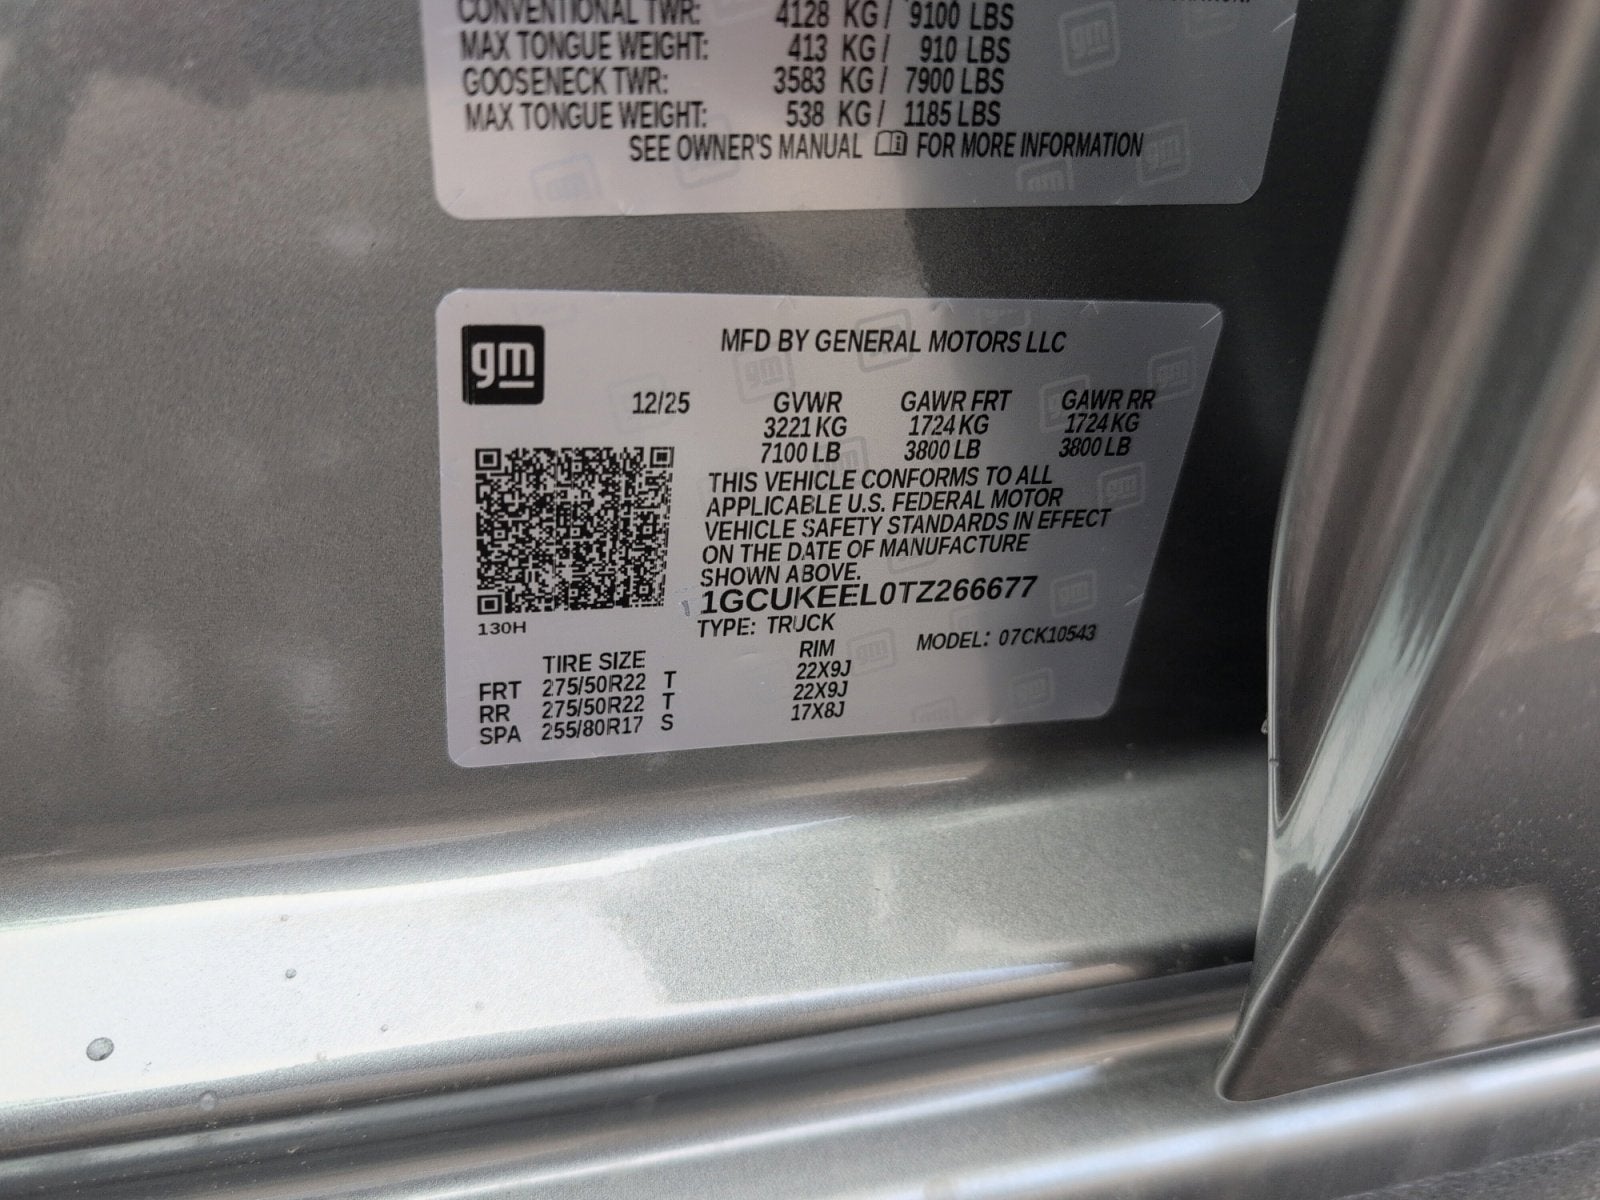 CONVENTIONAL TWR: 4128 KG/ 9100 LBS
MAX TONGUE WEIGHT: 413 KG/ 910 LBS
GOOSENECK TWR: 3583 KG/ 7900 LBS
MAX TONGUE WEIGHT: 538 KG/ 1185 LBS
SEE OWNER'S MANUAL FOR MORE INFORMATION
gm
MFD BY GENERAL MOTORS LLC
12/25 GVWR GAWR FRT GAWR RR
3221 KG 1724 KG 1724 KG
7100 LB 3800 LB 3800 LB
THIS VEHICLE CONFORMS TO ALL
APPLICABLE U.S. FEDERAL MOTOR
VEHICLE SAFETY STANDARDS IN EFFECT
ON THE DATE OF MANUFACTURE
SHOWN ABOVE.
1GCUKEEL0TZ266677
130H
TYPE: TRUCK MODEL: 07CK10543
TIRE SIZE RIM
FRT 275/50R22 T 22X9J
RR 275/50R22 T 22X9J
SPA 255/80R17 S 17X8J